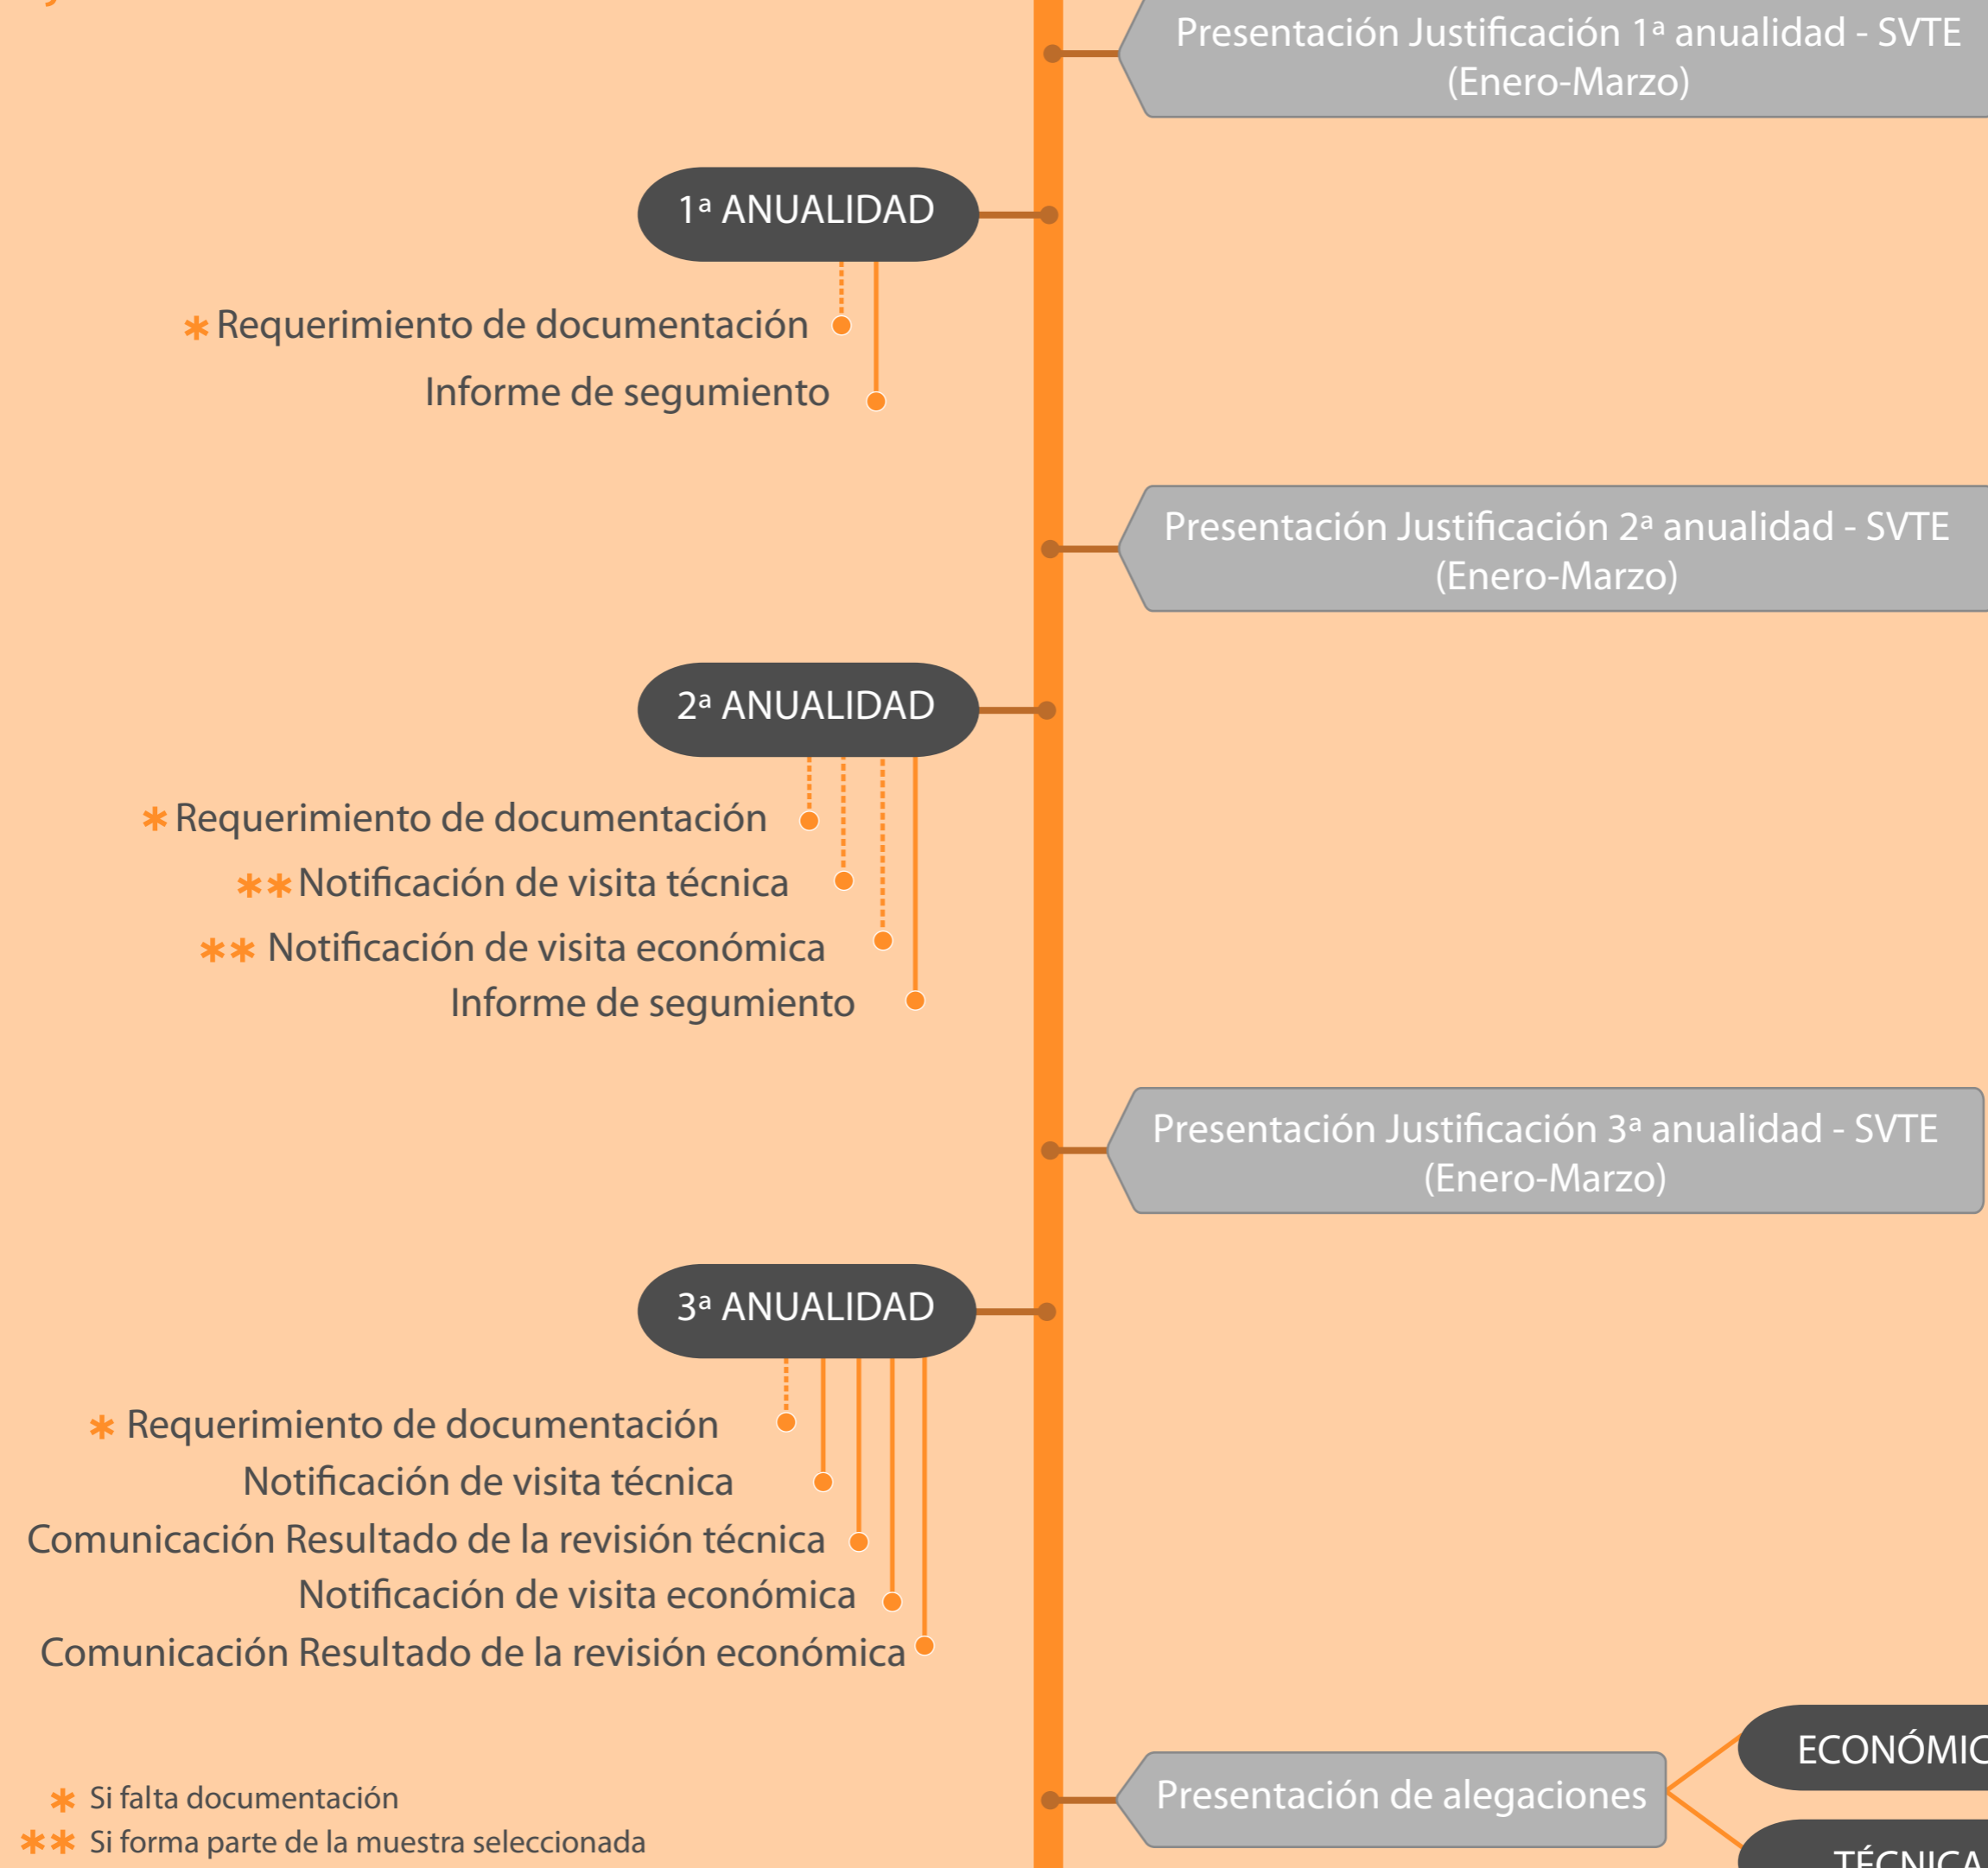 Presentación Justificación 1ª anualidad - SVTE
(Enero-Marzo)
1ª ANUALIDAD
* Requerimiento de documentación
Informe de segumiento
Presentación Justificación 2ª anualidad - SVTE
(Enero-Marzo)
2ª ANUALIDAD
* Requerimiento de documentación
** Notificación de visita técnica
** Notificación de visita económica
Informe de segumiento
Presentación Justificación 3ª anualidad - SVTE
(Enero-Marzo)
3ª ANUALIDAD
* Requerimiento de documentación
Notificación de visita técnica
Comunicación Resultado de la revisión técnica
Notificación de visita económica
Comunicación Resultado de la revisión económica
Presentación de alegaciones
ECONÓMIC
TÉCNICA
* Si falta documentación
** Si forma parte de la muestra seleccionada